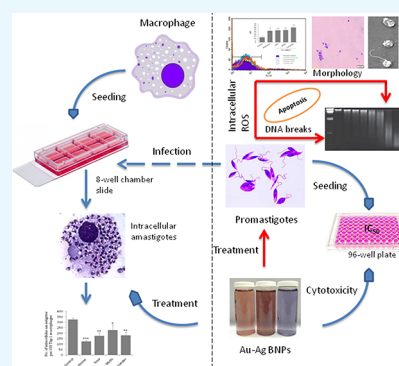 Macrophage
Seeding
8-well chamber
slide
Infection
Intracellular
amastigotes
Treatment
Morphology
Intracellular
ROS
Apoptosis
DNA breaks
Promastigotes
Seeding
IC50
96-well plate
Treatment
Cytotoxicity
Au-Ag BNPs